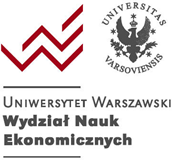 UNIVERSITAS
VARSOVIENSIS
UNIWERSYTET WARSZAWSKI
Wydział Nauk
Ekonomicznych